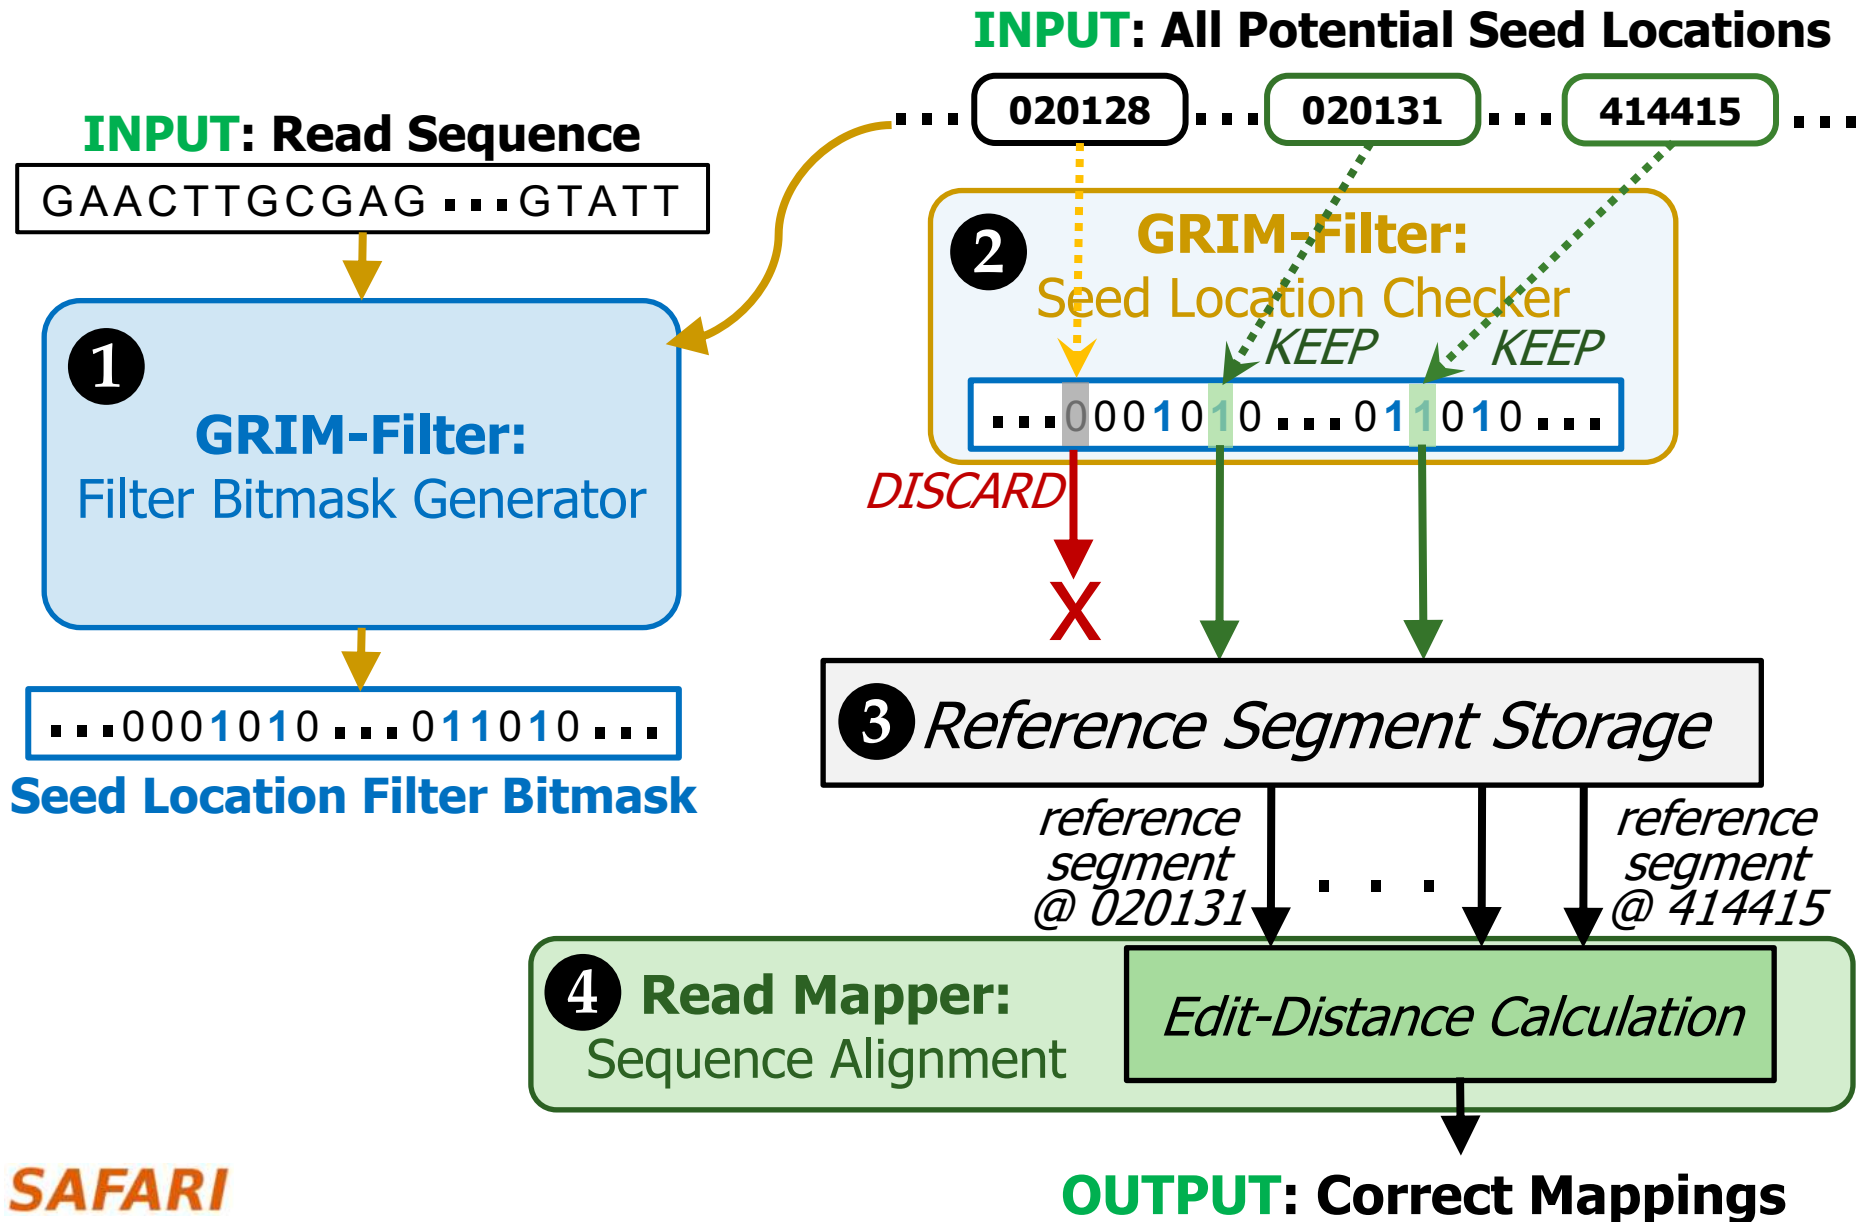 INPUT: All Potential Seed Locations
... 020128 ... 020131 ... 414415 ...
INPUT: Read Sequence
GAACTTGCGAG ... GTATT
1
GRIM-Filter:
Filter Bitmask Generator
...0001010...011010...
Seed Location Filter Bitmask
2
GRIM-Filter:
Seed Location Checker
KEEP KEEP
...0001010...011010...
DISCARD
X
3 Reference Segment Storage
reference
segment
@ 020131
. . .
reference
segment
@ 414415
4 Read Mapper:
Sequence Alignment
Edit-Distance Calculation
OUTPUT: Correct Mappings
SAFARI